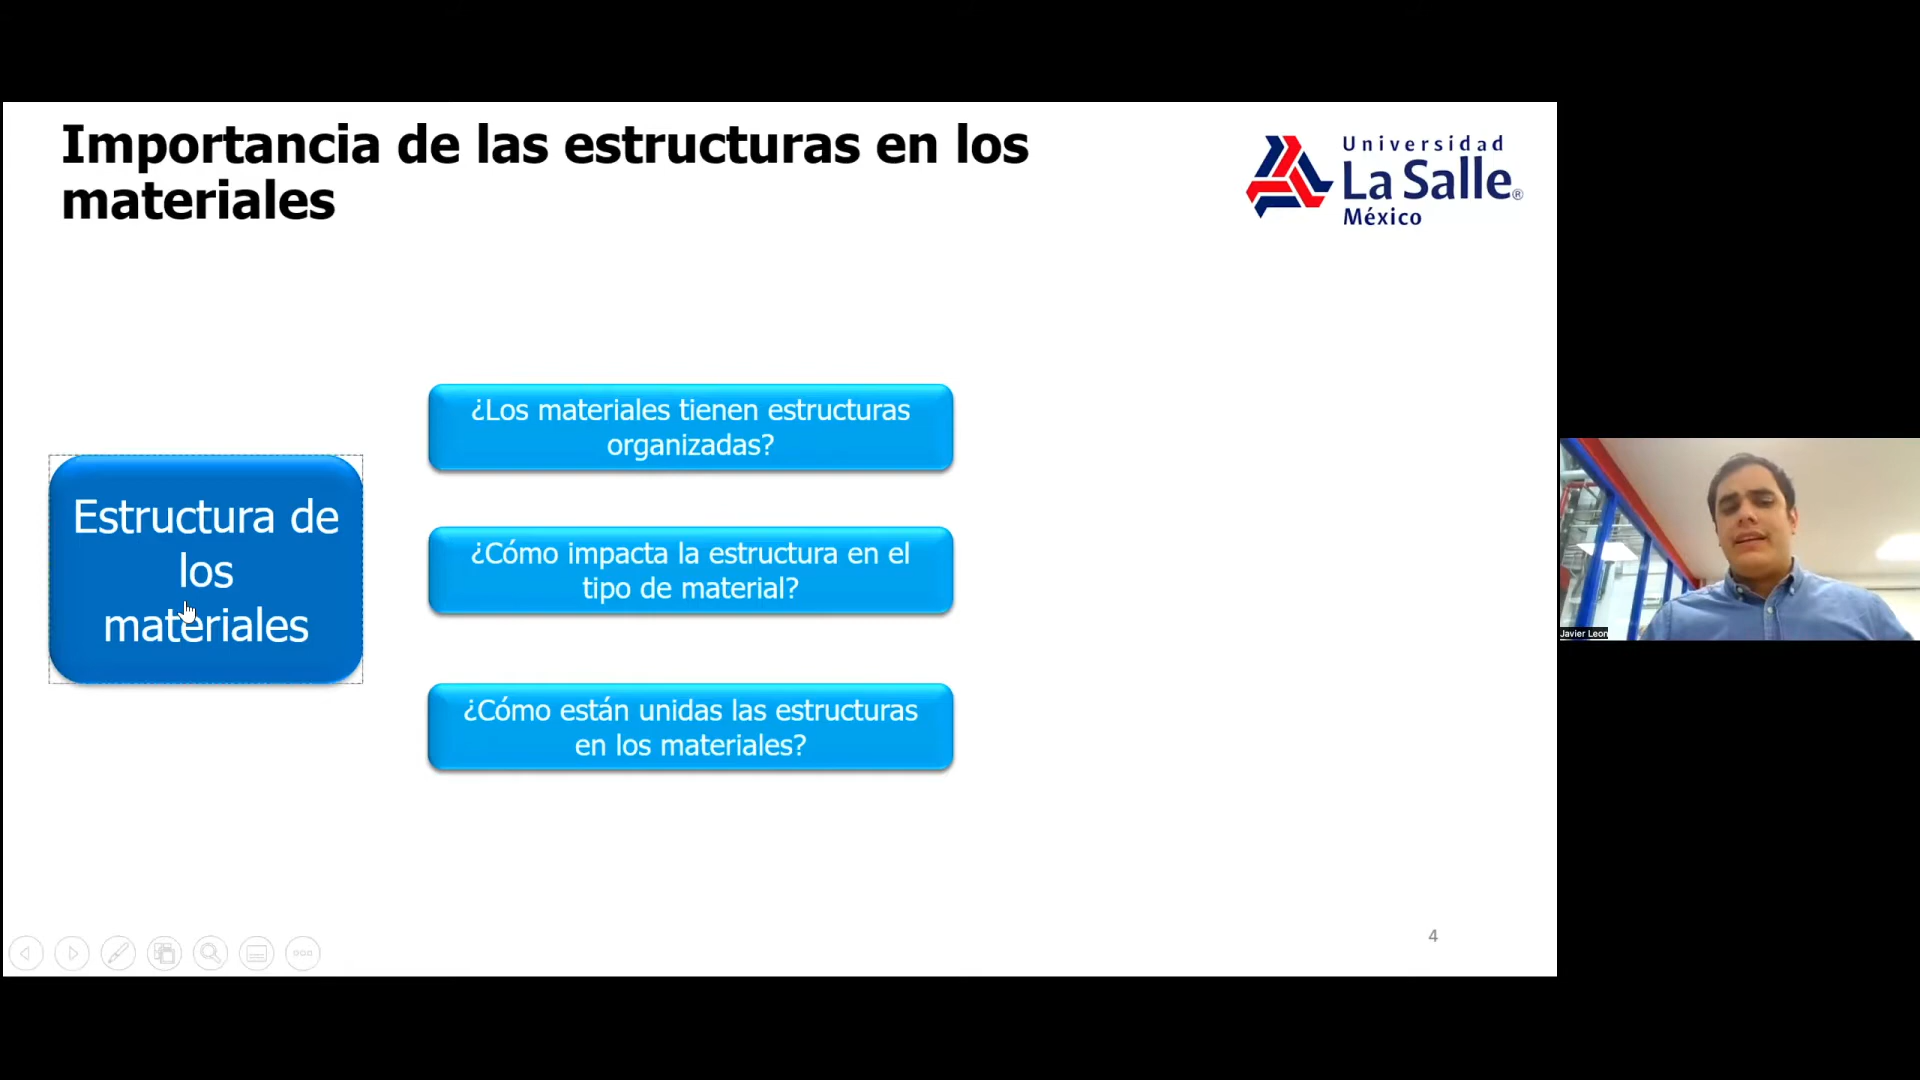 Importancia de las estructuras en los
materiales
Universidad
La Salle®
México
¿Los materiales tienen estructuras
organizadas?
Estructura de
los
materiales
¿Cómo impacta la estructura en el
tipo de material?
¿Cómo están unidas las estructuras
en los materiales?
Javier Leon
4